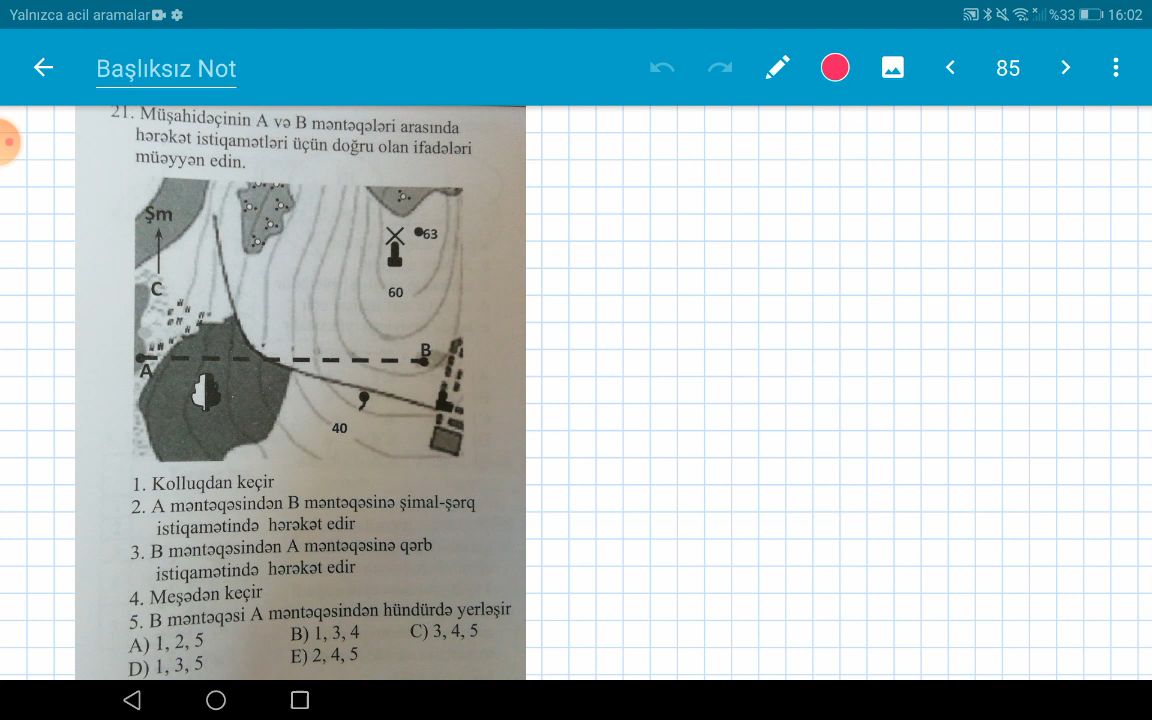 Yalnızca acil aramalar
%33
16:02
Başlıksız Not
85
21. Müşahidəçinin A və B məntəqələri arasında
hərəkət istiqamətləri üçün doğru olan ifadələri
müəyyən edin.
Şm
63
C
60
B
A
40
1. Kolluqdan keçir
2. A məntəqəsindən B məntəqəsinə şimal-şərq
istiqamətində hərəkət edir
3. B məntəqəsindən A məntəqəsinə qərb
istiqamətində hərəkət edir
4. Meşədən keçir
5. B məntəqəsi A məntəqəsindən hündürdə yerləşir
A) 1, 2, 5 B) 1, 3, 4 C) 3, 4, 5
D) 1, 3, 5 E) 2, 4, 5